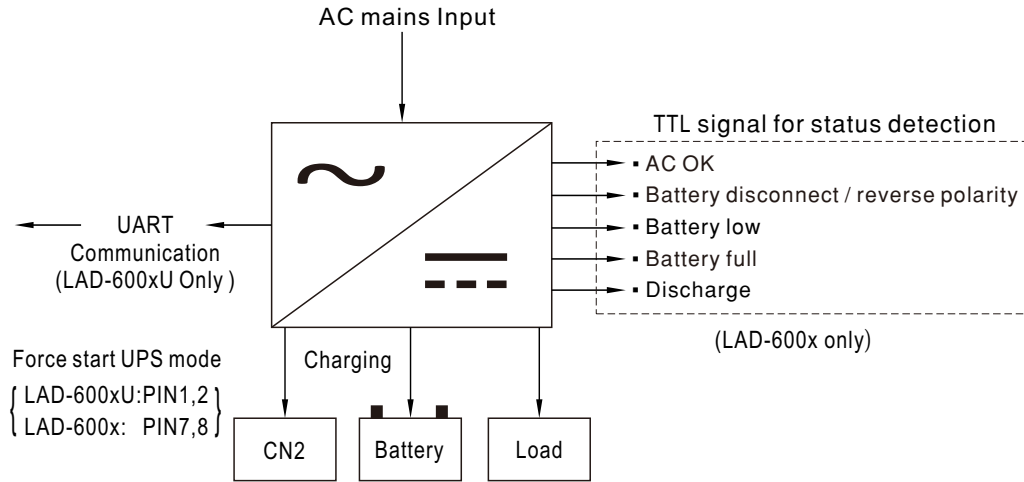 AC mains Input
TTL signal for status detection
▪ AC OK
▪ Battery disconnect / reverse polarity
▪ Battery low
▪ Battery full
▪ Discharge
(LAD-600x only)
UART
Communication
(LAD-600xU Only )
Force start UPS mode
{ LAD-600xU:PIN1,2 }
{ LAD-600x: PIN7,8 }
Charging
CN2
Battery
Load